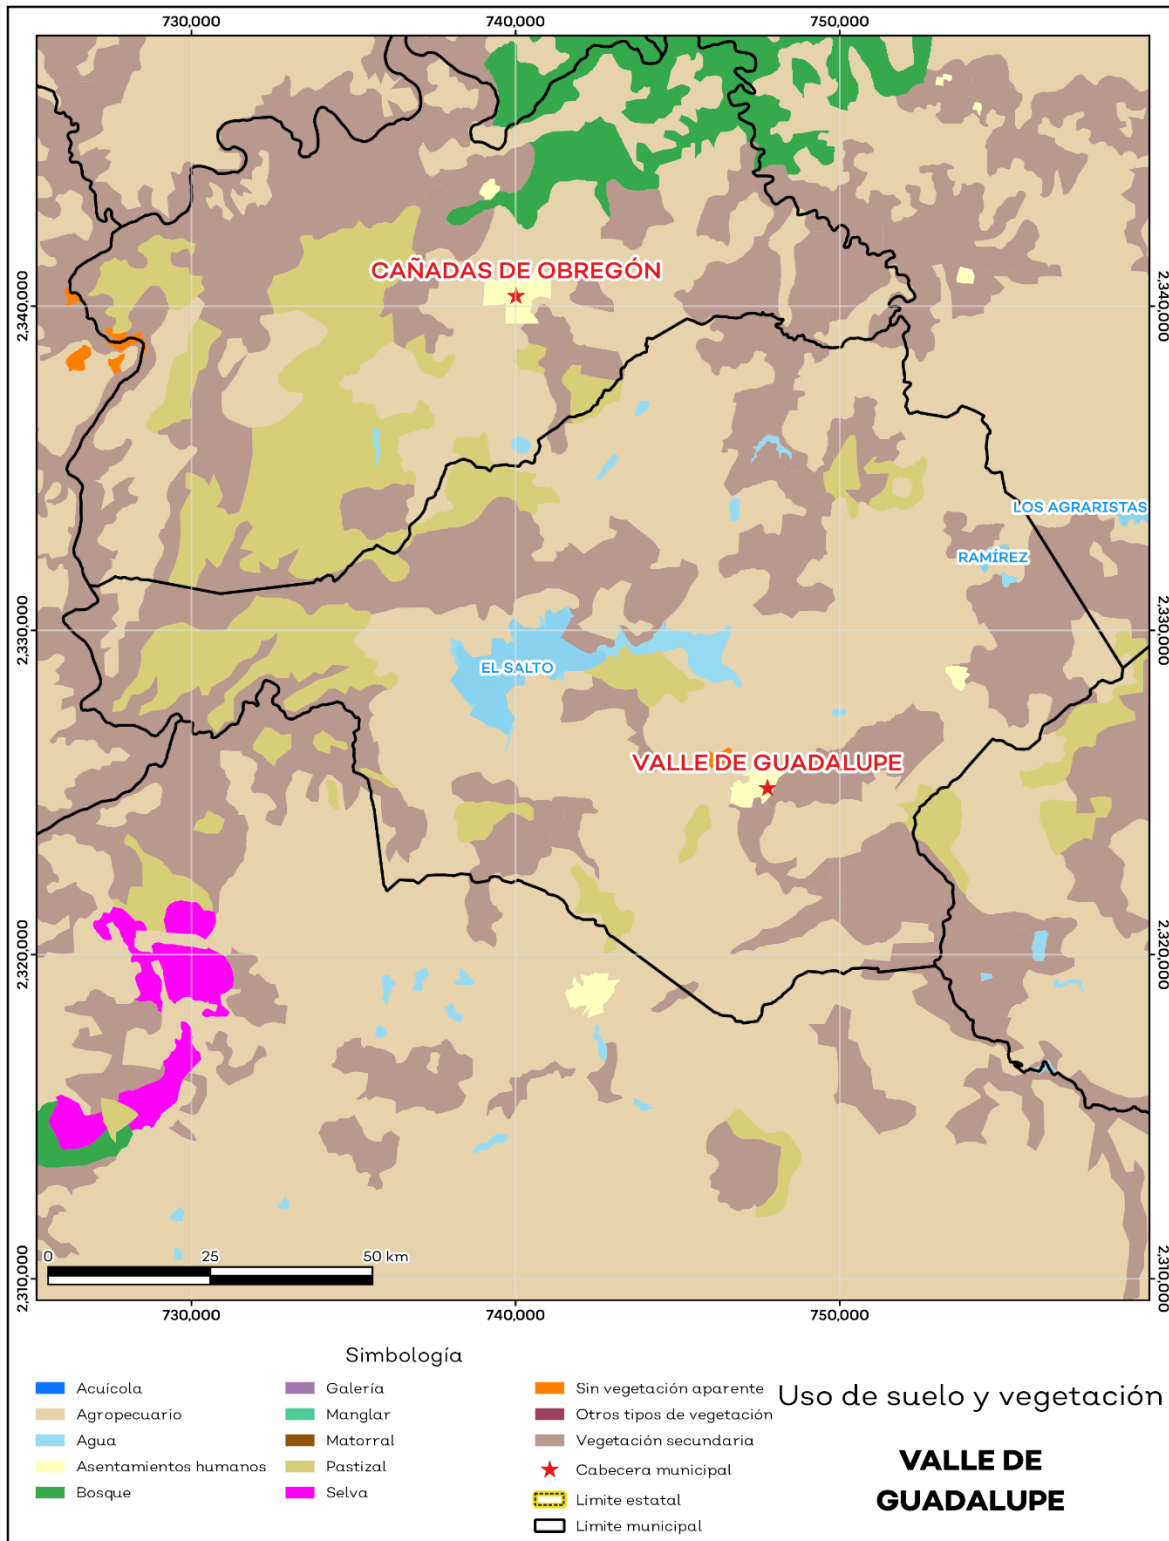 730,000 740,000 750,000
CAÑADAS DE OBREGÓN
2,340,000 2,340,000
LOS AGRARISTAS
RAMÍREZ
2,330,000 2,330,000
EL SALTO
VALLE DE GUADALUPE
2,320,000 2,320,000
0 25 50 km
2,310,000 2,310,000
730,000 740,000 750,000
Simbología
Acuícola
Agropecuario
Agua
Asentamientos humanos
Bosque
Galería
Manglar
Matorral
Pastizal
Selva
Sin vegetación aparente
Otros tipos de vegetación
Vegetación secundaria
Cabecera municipal
Límite estatal
Límite municipal
Uso de suelo y vegetación
VALLE DE
GUADALUPE